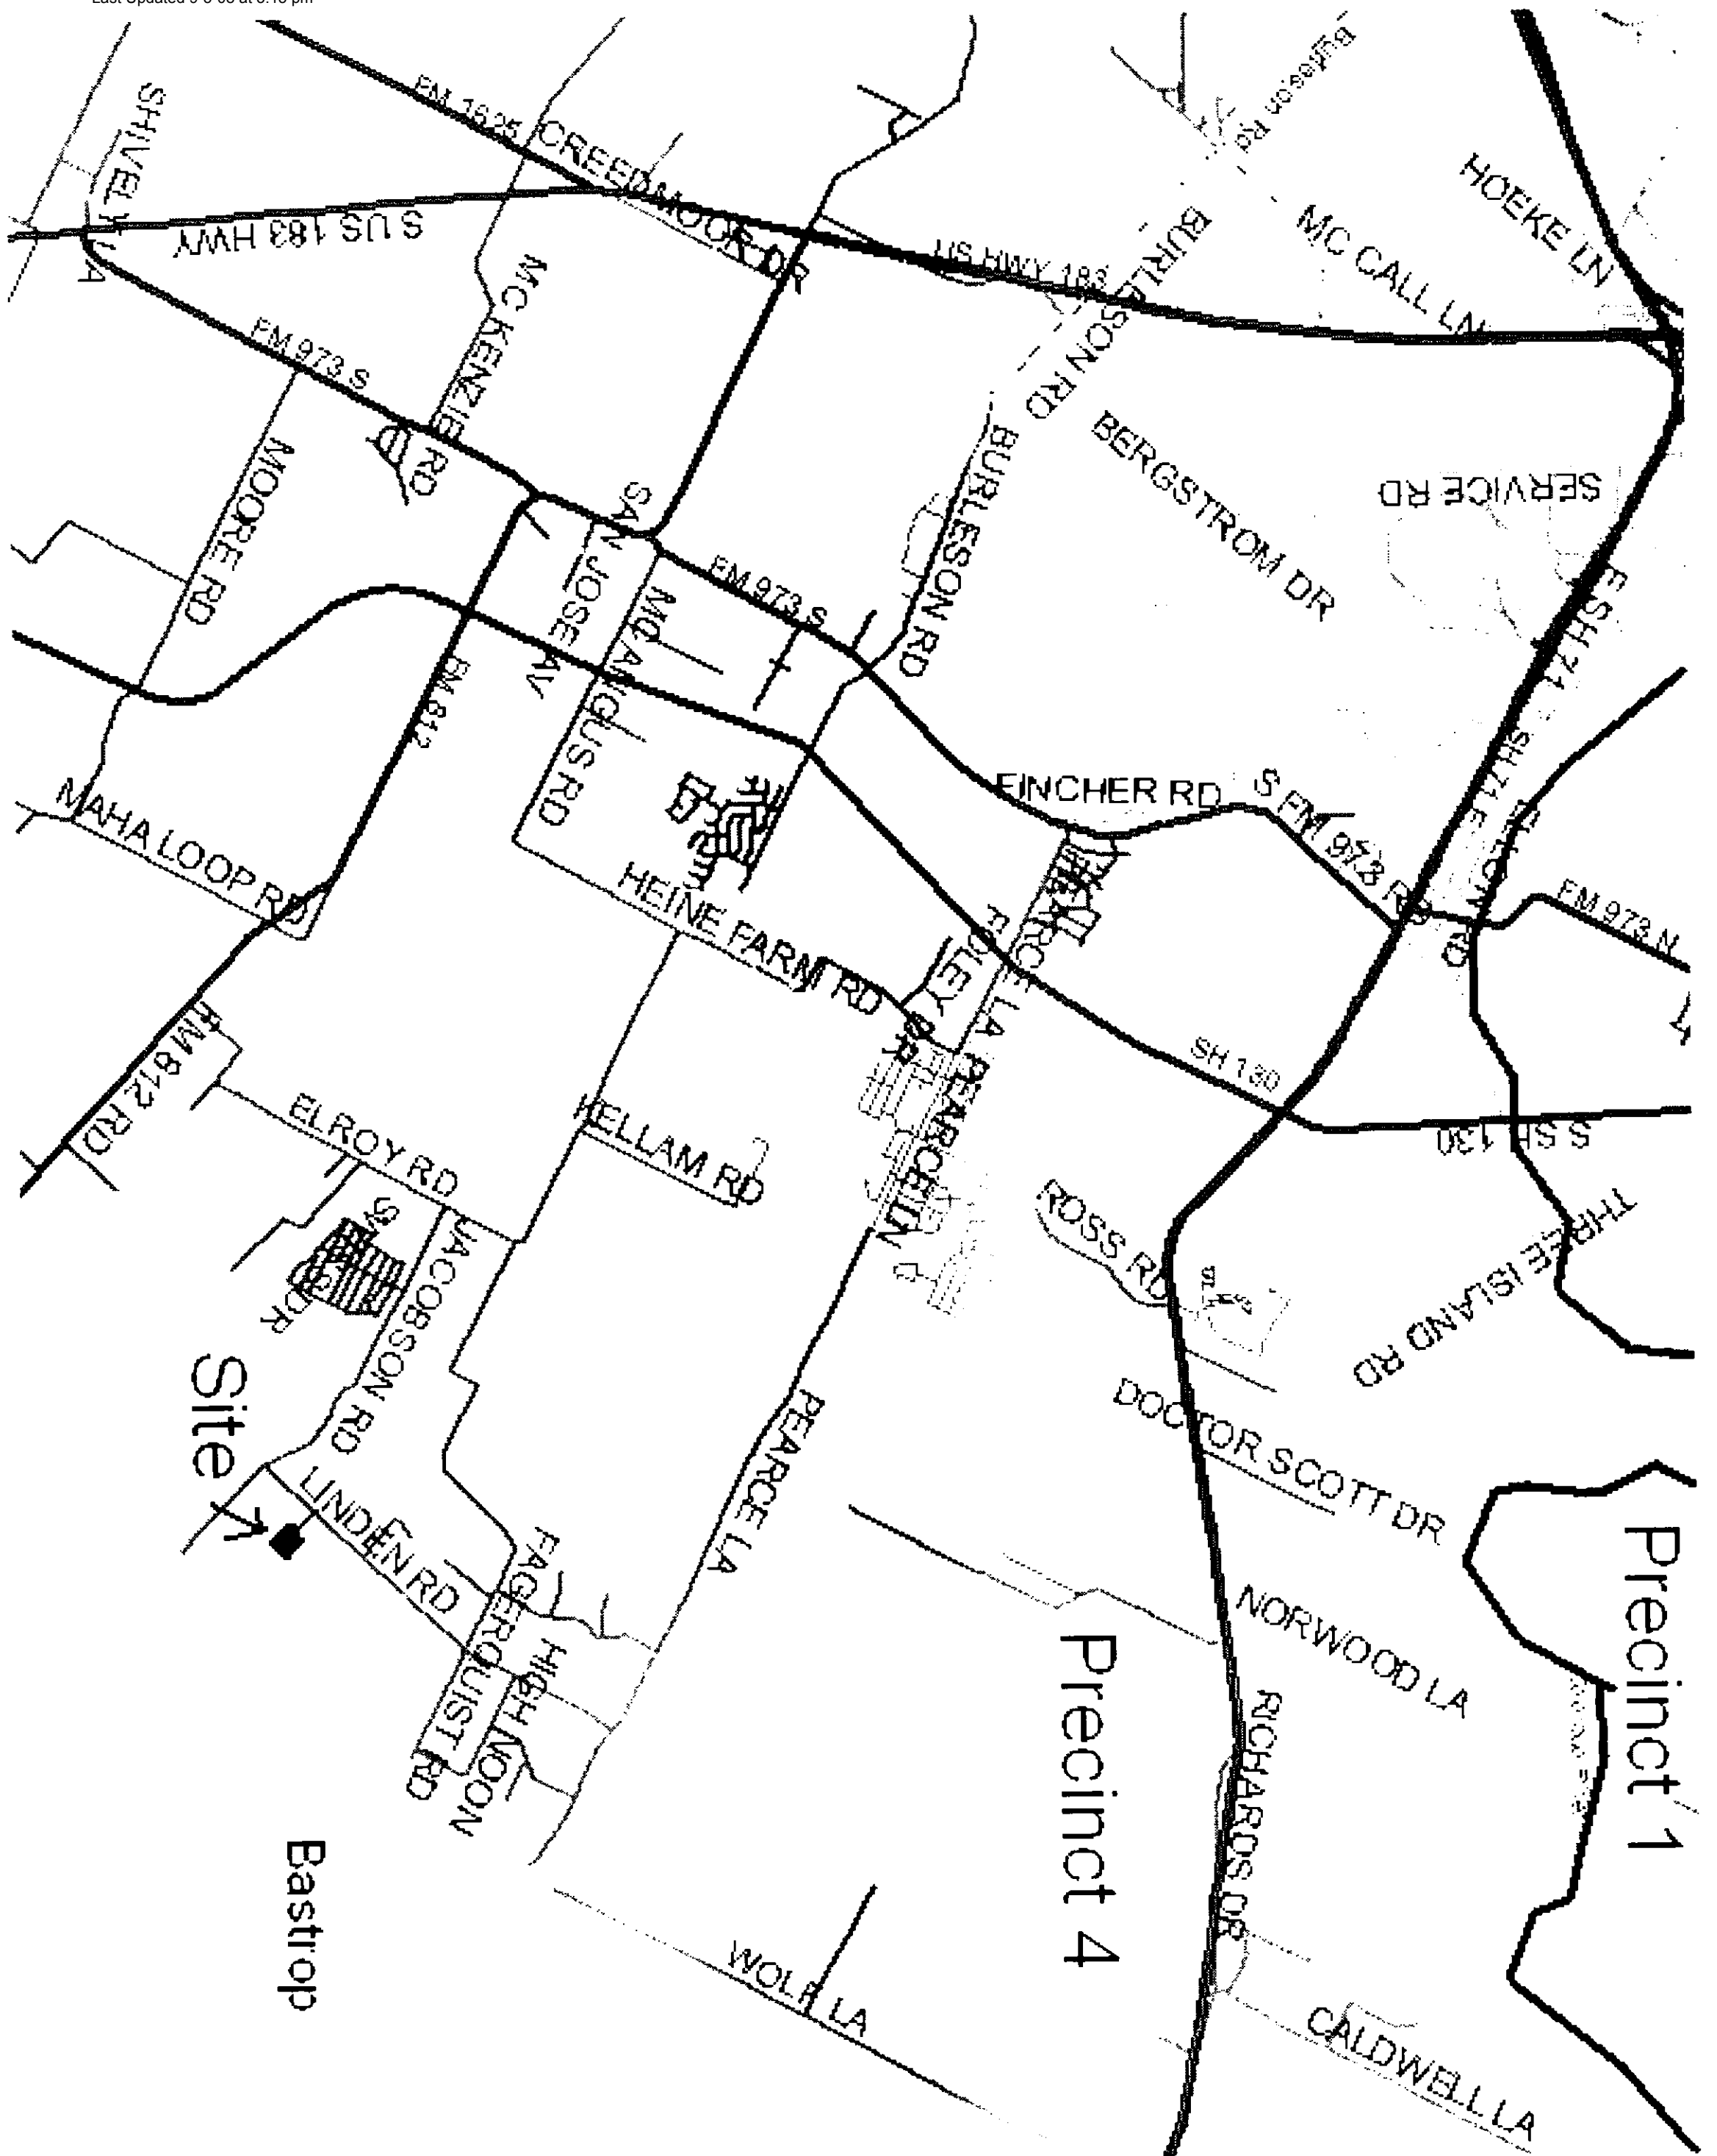 HOEKE LN
MC CALL LN
Burleson Rd
BURLESON RD
US HWY 183
CREEDMOOR DR
FM 1625
SHIVELY LA
S US 183 HWY
MC KENZIE RD
FM 973 S
MOORE RD
SAN JOSE AV
FM 973 S
MC ANGUS RD
BURLESON RD
BERGSTROM DR
SERVICE RD
E SH 71
SH 71 E
FM 812
MAHA LOOP RD
FINCHER RD
S FM 973 RD
FM 973 N
HEINE FARM RD
PEARCE LA
PEARCE LN
SH 130
S SH 130
FM 812 RD
ELROY RD
KELLAM RD
ROSS RD
THREE ISLAND RD
JACOBSON RD
DOCTOR SCOTT DR
Site
LINDEN RD
PEARCE LA
FAGERQUIST RD
HIGH NOON
NORWOOD LA
Precinct 1
Precinct 4
RICHARDS DR
Bastrop
WOLF LA
CALDWELL LA